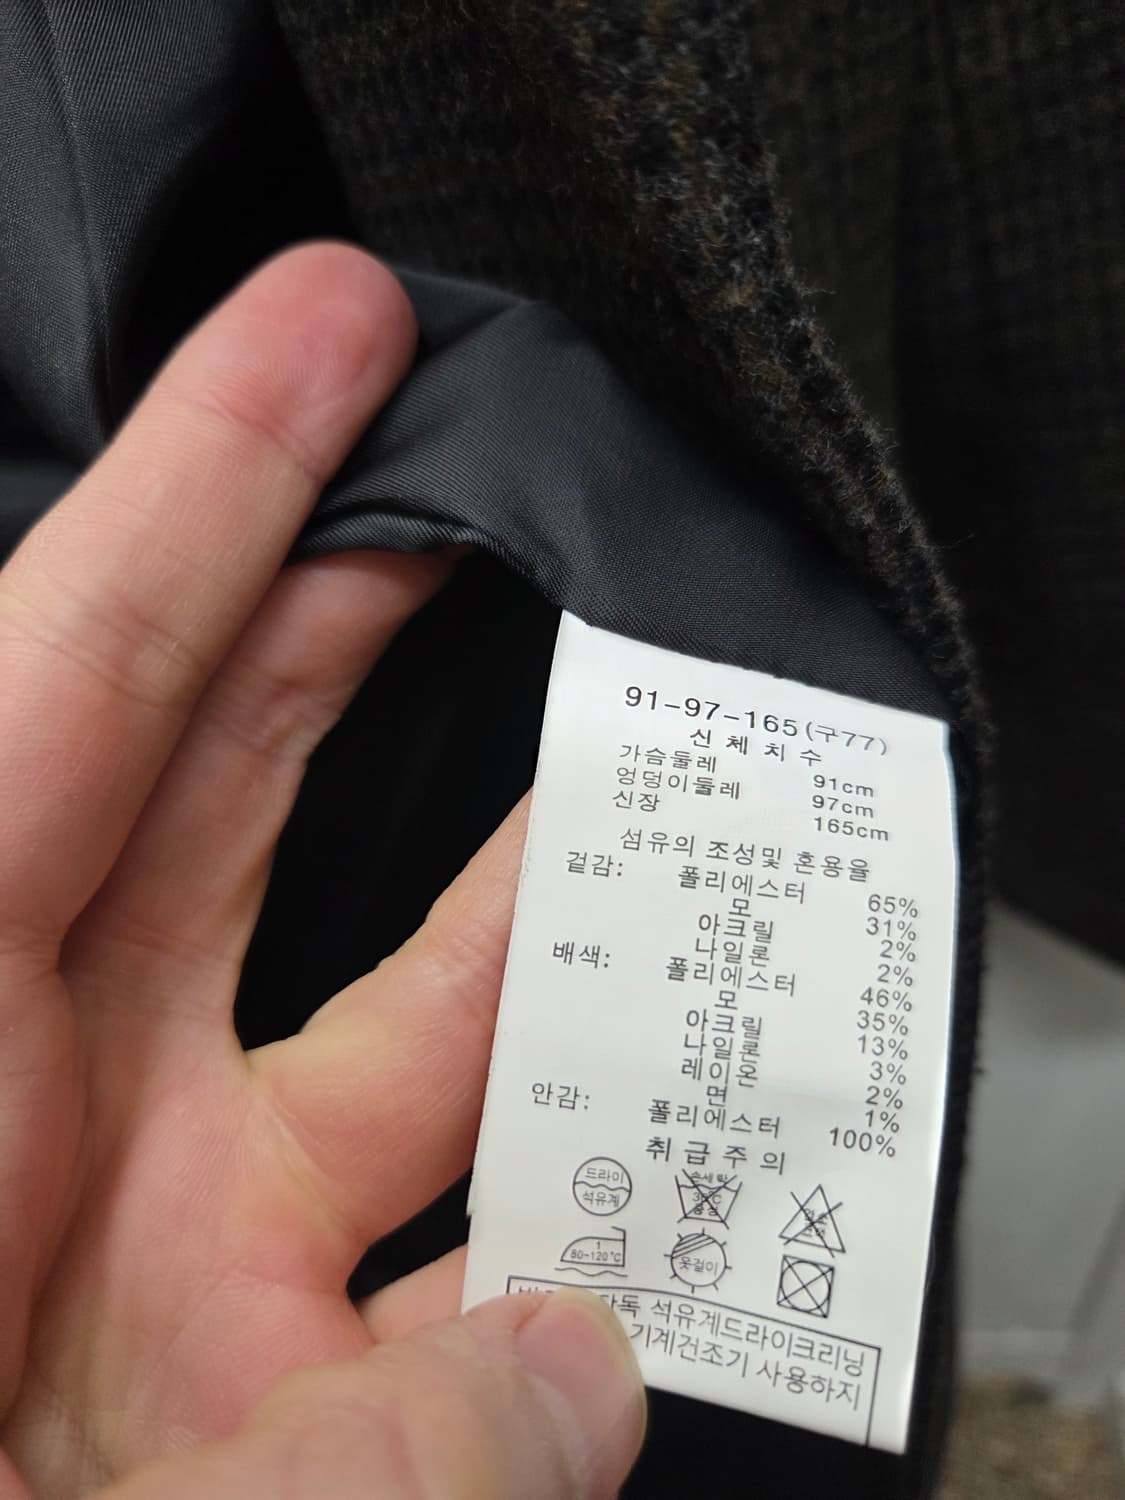 91-97-165(구77)
신체치수
가슴둘레 91cm
엉덩이둘레 97cm
신장 165cm
섬유의 조성및 혼용율
겉감: 폴리에스터 65%
모 31%
아크릴 2%
나일론 2%
배색: 폴리에스터 46%
모 35%
아크릴 13%
나일론 3%
레이온 2%
면 1%
안감: 폴리에스터 100%
취급주의
드라이
석유계
손세탁
30°C
중성
1
80~120°C
옷걸이
단독 석유계드라이크리닝
기계건조기 사용하지